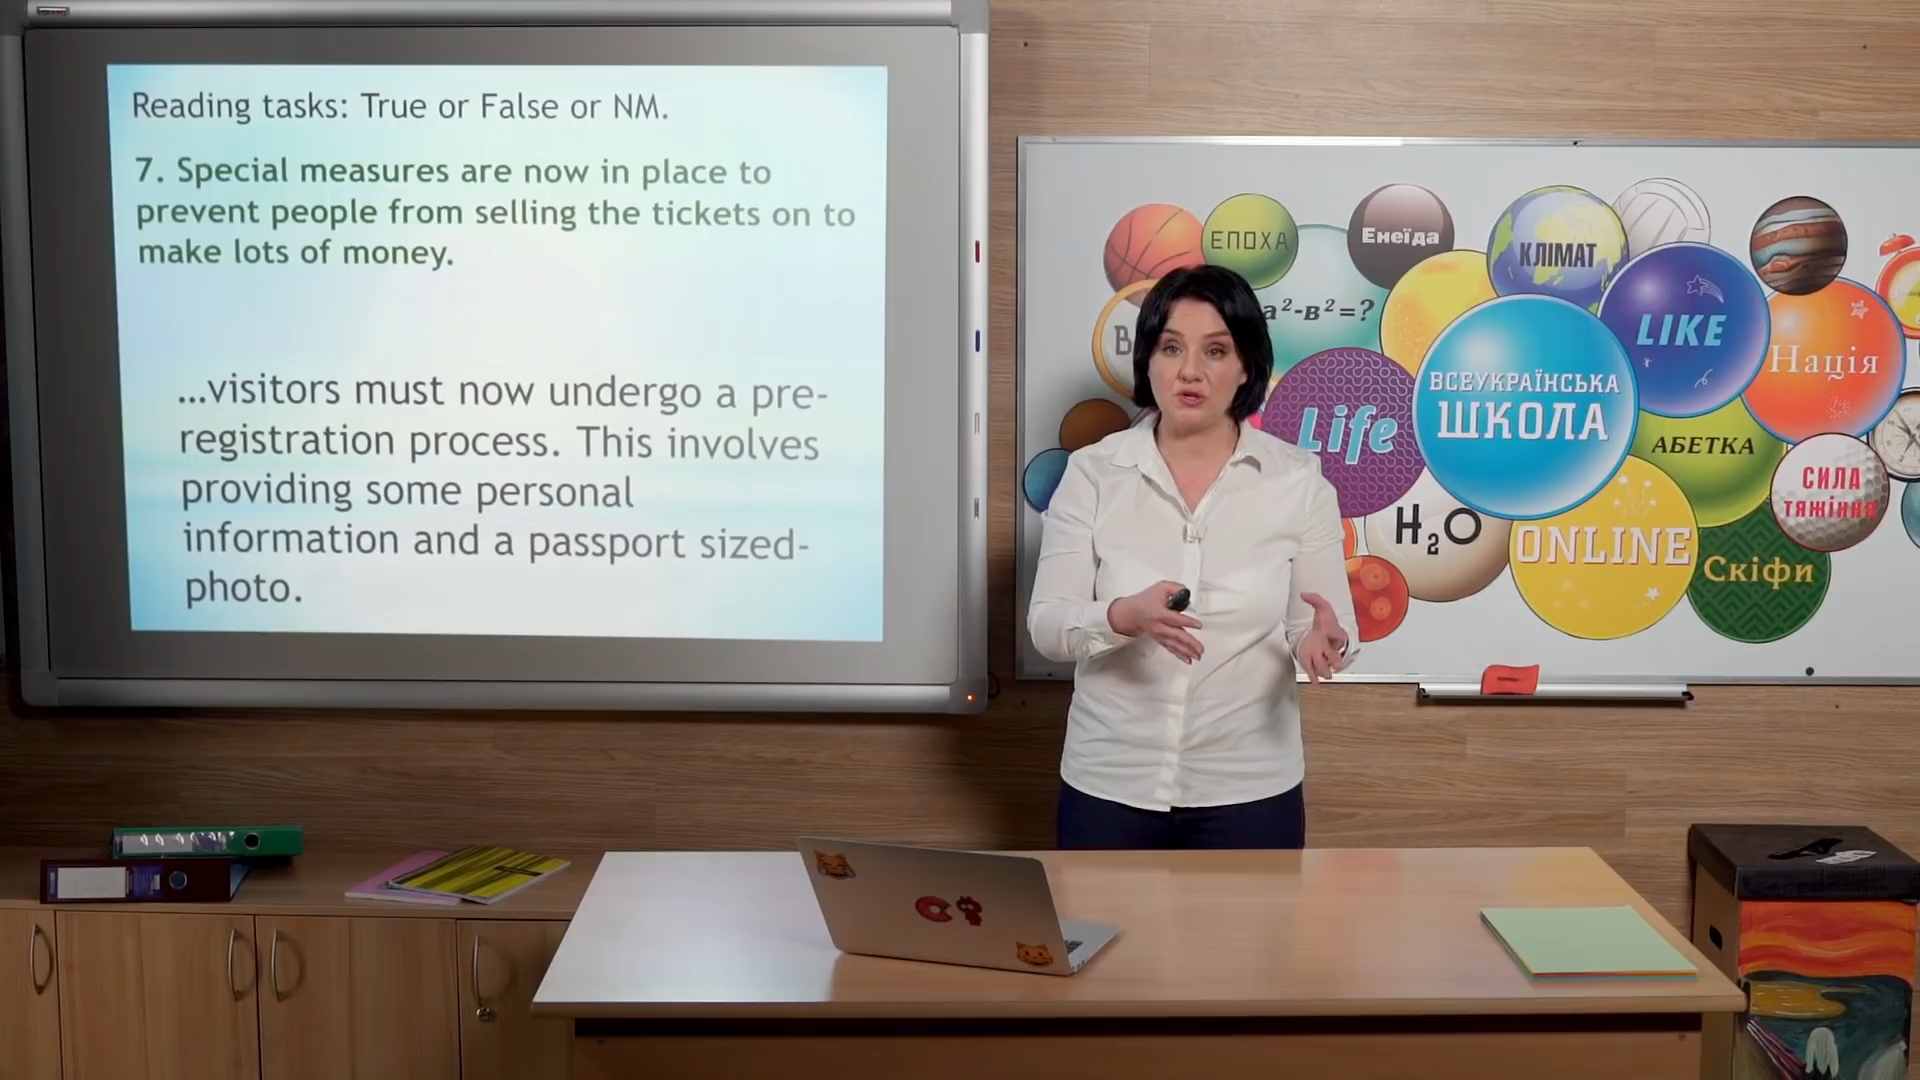 Reading tasks: True or False or NM.
7. Special measures are now in place to
prevent people from selling the tickets on to
make lots of money.
...visitors must now undergo a pre-
registration process. This involves
providing some personal
information and a passport sized-
photo.
ЕПОХА
Енеїда
КЛІМАТ
a²-в²=?
LIKE
Нація
Life
ВСЕУКРАЇНСЬКА
ШКОЛА
АБЕТКА
СИЛА
ТЯЖІННЯ
H₂O
ONLINE
Скіфи